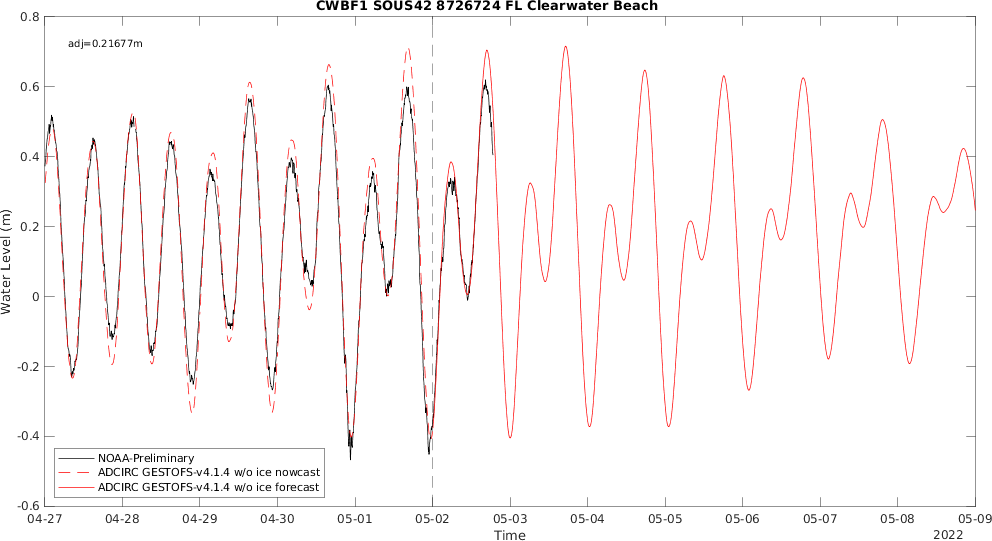 CWBF1 SOUS42 8726724 FL Clearwater Beach
adj=0.21677m
Water Level (m)
0.8
0.6
0.4
0.2
0
-0.2
-0.4
-0.6
NOAA-Preliminary
ADCIRC GESTOFS-v4.1.4 w/o ice nowcast
ADCIRC GESTOFS-v4.1.4 w/o ice forecast
04-27 04-28 04-29 04-30 05-01 05-02 05-03 05-04 05-05 05-06 05-07 05-08 05-09
Time
2022